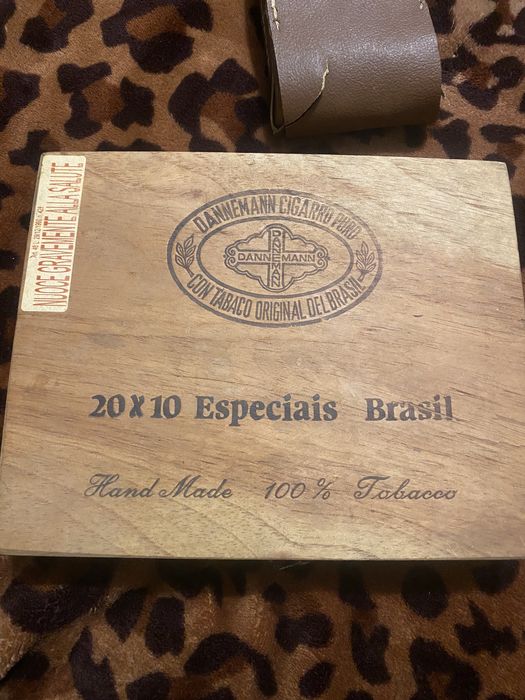 NUOCE GRAVEMENTE ALLA SALUTE
DANNEMANN CIGARRO PURO
DANNEMANN
DANNEMANN
CON TABACO ORIGINAL DEL BRASIL
20 X 10 Especiais Brasil
Hand Made 100% Tobacco